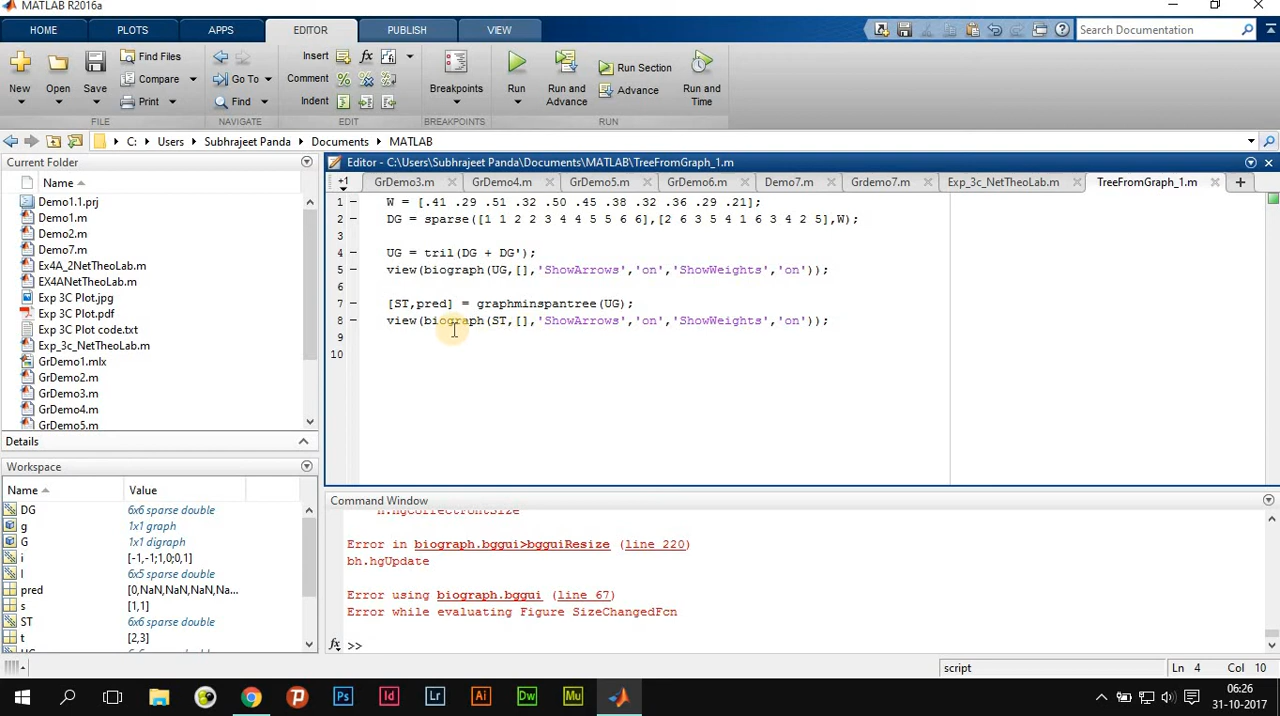 MATLAB R2016a
HOME PLOTS APPS EDITOR PUBLISH VIEW Search Documentation
New Open Save Find Files Compare Print
Go To Find
Insert Comment Indent
Breakpoints
Run Run and Advance Run Section Advance Run and Time
FILE NAVIGATE EDIT BREAKPOINTS RUN
C: Users Subhrajeet Panda Documents MATLAB
Current Folder
Name
Demo1.1.prj
Demo1.m
Demo2.m
Demo7.m
Ex4A_2NetTheoLab.m
Exp 3C Plot.jpg
Exp 3C Plot.pdf
Exp 3C Plot code.txt
Exp_3c_NetTheoLab.m
GrDemo1.mlx
GrDemo2.m
GrDemo3.m
GrDemo4.m
GrDemo5.m
Details
Workspace
Name Value
DG 6x6 sparse double
g 1x1 graph
G 1x1 digraph
i [-1,-1;1,0;0,1]
I 6x5 sparse double
pred [0,NaN,NaN,NaN,Na...
s [1,1]
ST 6x6 sparse double
t [2,3]
Editor - C:\Users\Subhrajeet Panda\Documents\MATLAB\TreeFromGraph_1.m
+1 GrDemo3.m GrDemo4.m GrDemo5.m GrDemo6.m Demo7.m Grdemo7.m Exp_3c_NetTheoLab.m TreeFromGraph_1.m
1 W = [.41 .29 .51 .32 .50 .45 .38 .32 .36 .29 .21];
2 DG = sparse([1 1 2 2 3 4 4 5 5 6 6],[2 6 3 5 4 1 6 3 4 2 5],W);
3
4 UG = tril(DG + DG');
5 view(biograph(UG,[],'ShowArrows','on','ShowWeights','on'));
6
7 [ST,pred] = graphminspantree(UG);
8 view(biograph(ST,[],'ShowArrows','on','ShowWeights','on'));
9
10
Command Window
h.hgCorrectFontSize
Error in biograph.bggui>bgguiResize (line 220)
bh.hgUpdate
Error using biograph.bggui (line 67)
Error while evaluating Figure SizeChangedFcn
fx >>
script Ln 4 Col 10
Ps Id Lr Ai Dw Mu
06:26
31-10-2017